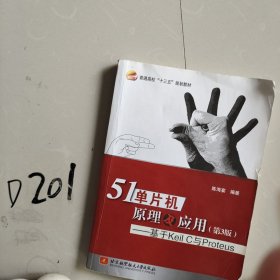 普通高校"十三五"规划教材
陈海宴 编著
51单片机
原理及应用(第3版)
——基于Keil C与Proteus
北京航空航天大学出版社
D201